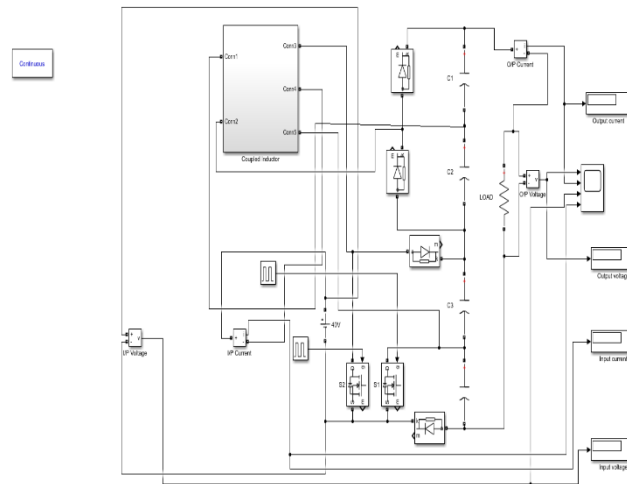 Continuous
Conn1
Conn2
Conn3
Conn4
Coupled inductor
C1
C2
C3
O/P Current
Output current
LOAD
O/P Voltage
Output voltage
I/P Voltage
I/P Current
40V
S2
S1
Input current
Input voltage